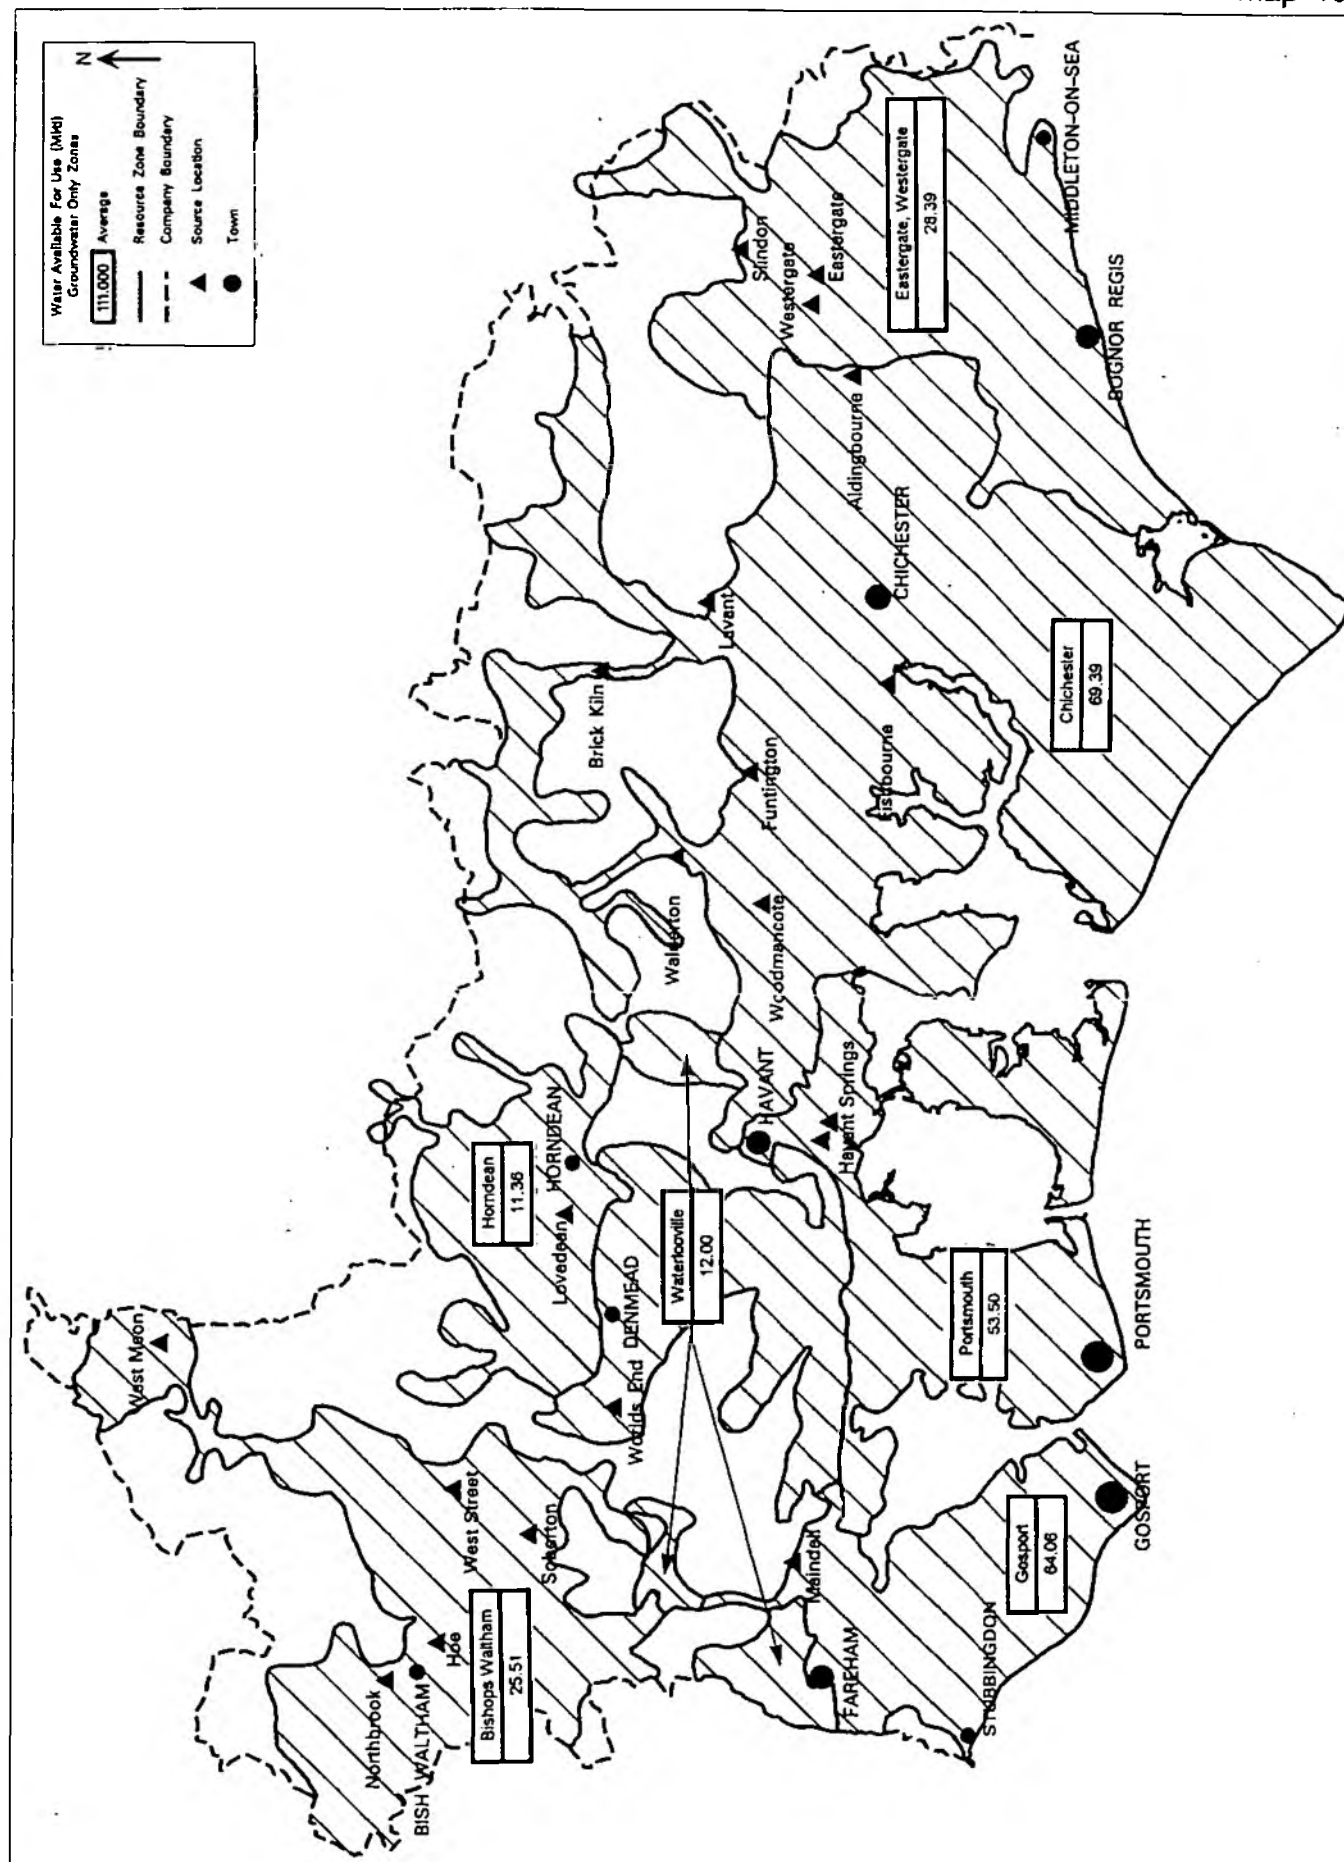 Water Available For Use (Ml/d)
Groundwater Only Zones
111.000 Average
Resource Zone Boundary
Company Boundary
Source Location
Town
N
West Meon
Northbrook
BISH WALTHAM
Hoe
West Street
Soberton
Bishops Waltham
25.51
Horndean
11.36
Lovedean
HORNDEAN
DENMEAD
Worlds End
Waterlooville
12.00
Maindell
FAREHAM
STUBBINGDON
Gosport
64.06
GOSPORT
Portsmouth
53.50
PORTSMOUTH
HAVANT
Havant Springs
Walderton
Woodmancote
Brick Kiln
Funtington
Fishbourne
Lavant
CHICHESTER
Chichester
69.39
Aldingbourne
Westergate
Eastergate
Slindon
Eastergate, Westergate
28.39
BOGNOR REGIS
MIDDLETON-ON-SEA